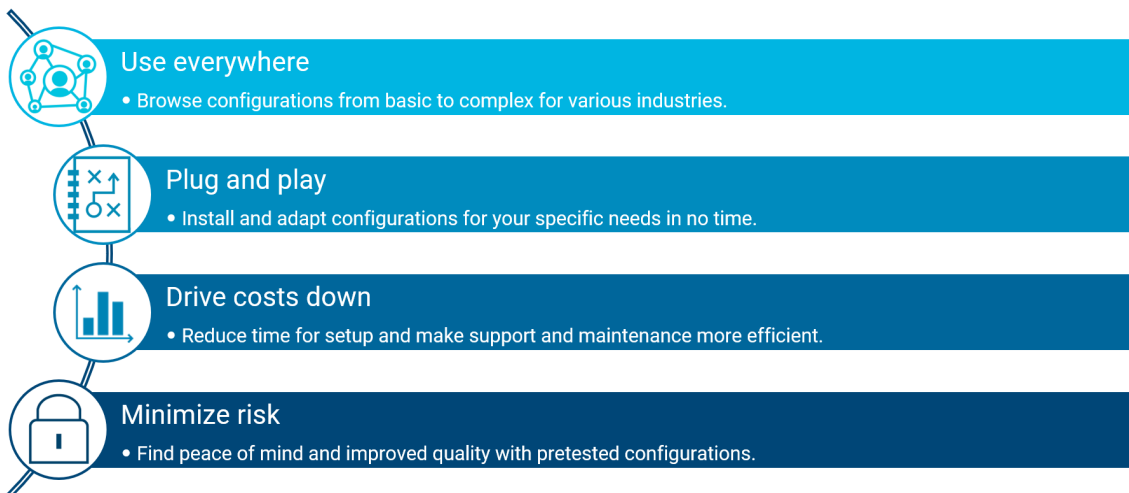 Use everywhere
• Browse configurations from basic to complex for various industries.
Plug and play
• Install and adapt configurations for your specific needs in no time.
Drive costs down
• Reduce time for setup and make support and maintenance more efficient.
Minimize risk
• Find peace of mind and improved quality with pretested configurations.